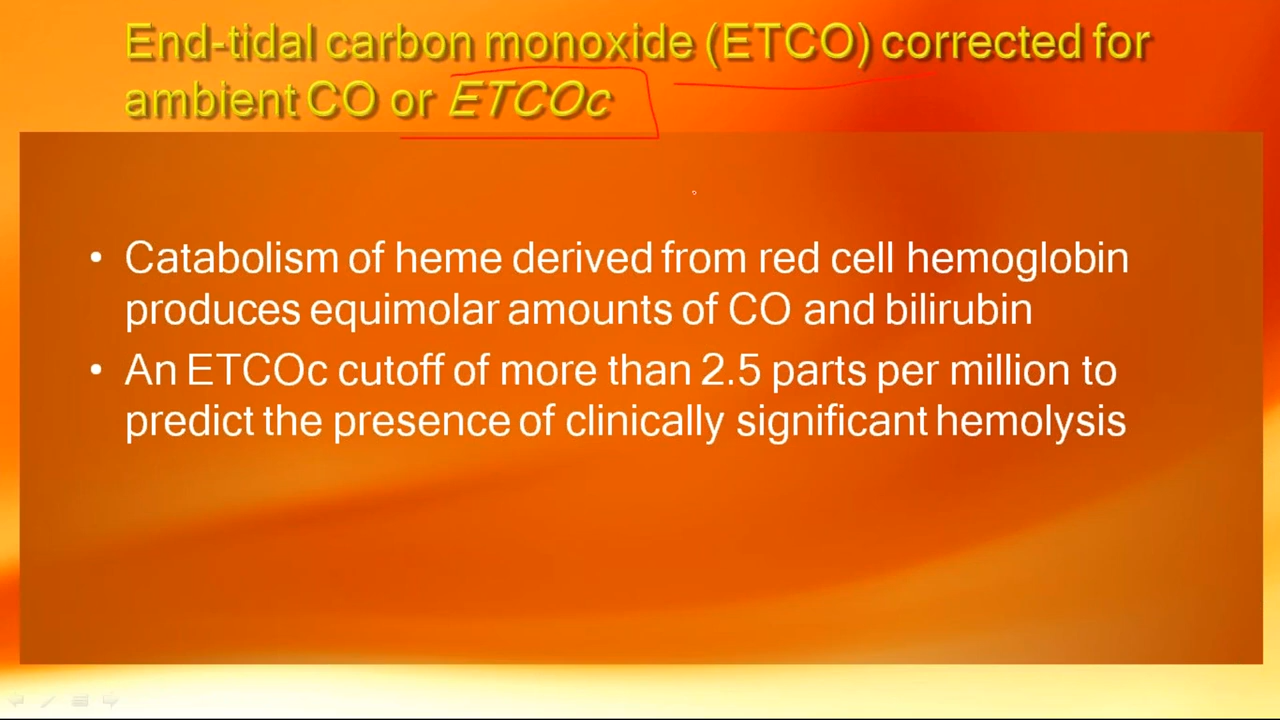 End-tidal carbon monoxide (ETCO) corrected for
ambient CO or ETCOc
• Catabolism of heme derived from red cell hemoglobin
produces equimolar amounts of CO and bilirubin
• An ETCOc cutoff of more than 2.5 parts per million to
predict the presence of clinically significant hemolysis